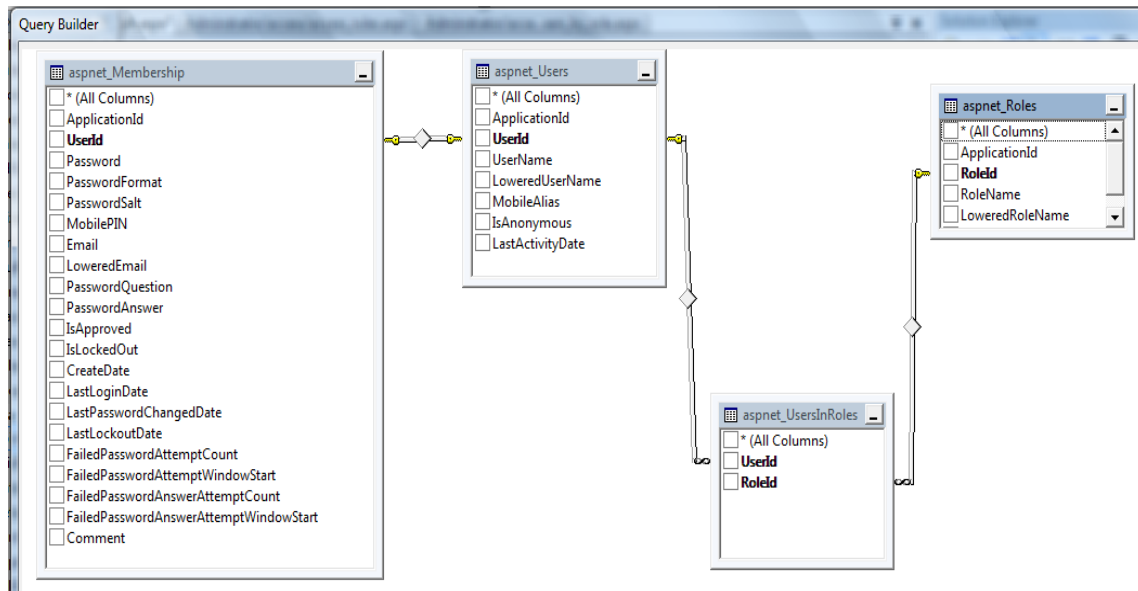 Query Builder
aspnet_Membership
* (All Columns)
ApplicationId
UserId
Password
PasswordFormat
PasswordSalt
MobilePIN
Email
LoweredEmail
PasswordQuestion
PasswordAnswer
IsApproved
IsLockedOut
CreateDate
LastLoginDate
LastPasswordChangedDate
LastLockoutDate
FailedPasswordAttemptCount
FailedPasswordAttemptWindowStart
FailedPasswordAnswerAttemptCount
FailedPasswordAnswerAttemptWindowStart
Comment
aspnet_Users
* (All Columns)
ApplicationId
UserId
UserName
LoweredUserName
MobileAlias
IsAnonymous
LastActivityDate
aspnet_Roles
* (All Columns)
ApplicationId
RoleId
RoleName
LoweredRoleName
aspnet_UsersInRoles
* (All Columns)
UserId
RoleId